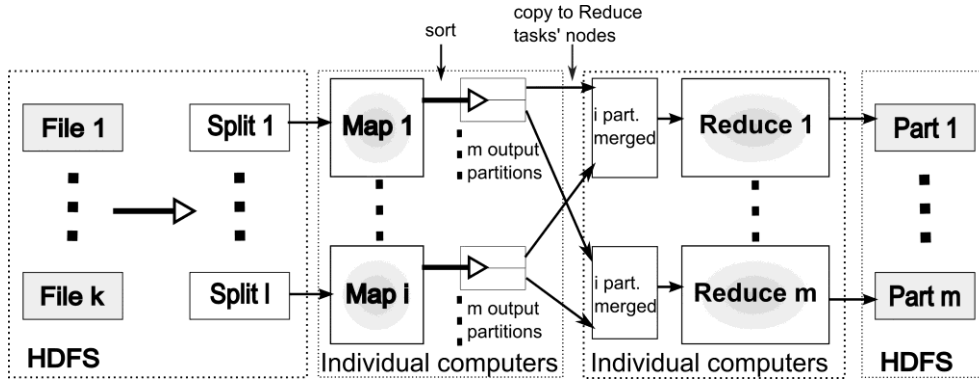 sort
copy to Reduce
tasks' nodes
File 1
Split 1
Map 1
m output
partitions
i part.
merged
Reduce 1
Part 1
File k
Split l
Map i
m output
partitions
i part.
merged
Reduce m
Part m
HDFS
Individual computers
Individual computers
HDFS